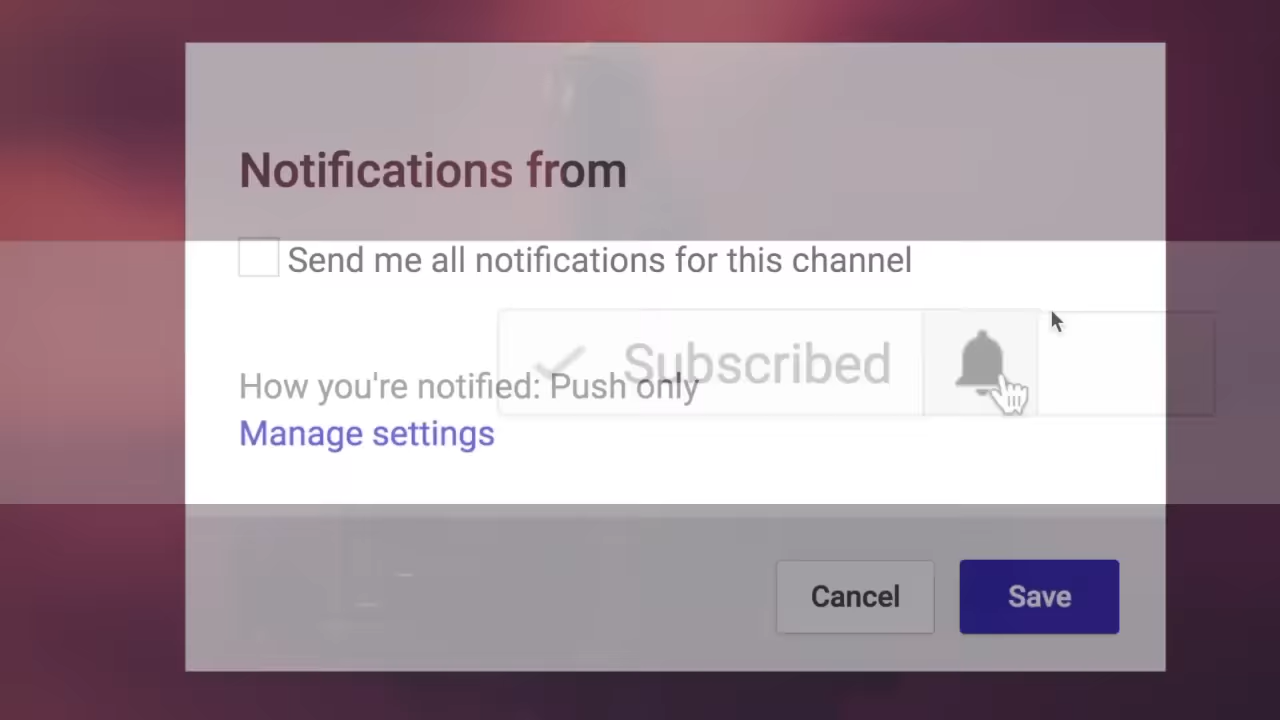 Notifications from
Send me all notifications for this channel
Subscribed
How you're notified: Push only
Manage settings
Cancel
Save